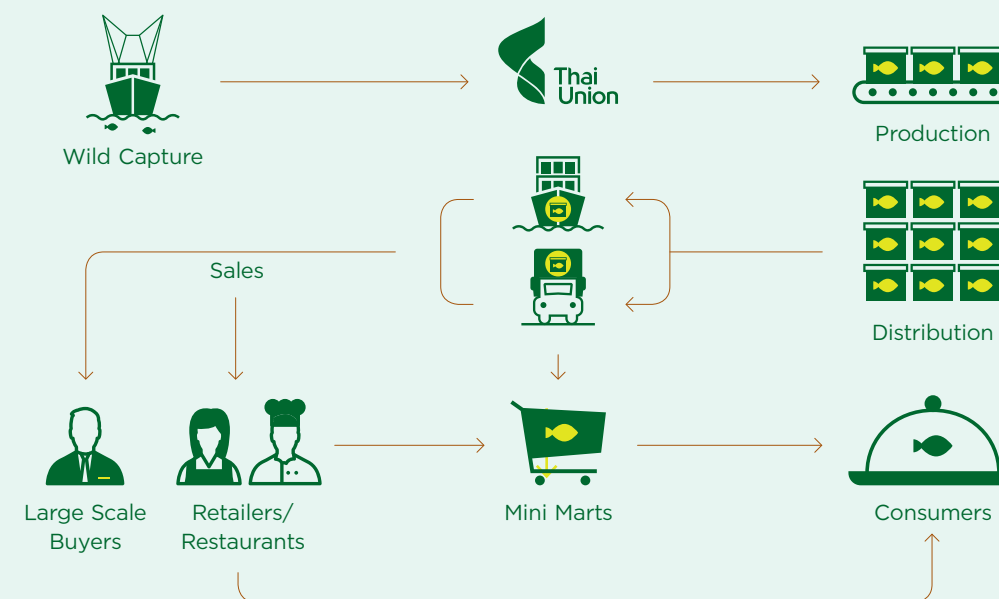 Thai
Union
Wild Capture
Production
Sales
Distribution
Large Scale
Buyers
Retailers/
Restaurants
Mini Marts
Consumers